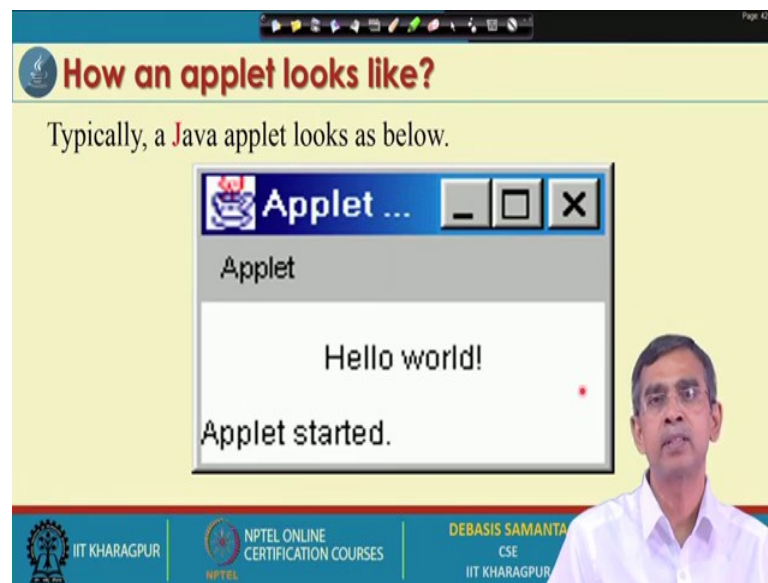 Page: 42
How an applet looks like?
Typically, a Java applet looks as below.
Applet ...
Applet
Hello world!
Applet started.
IIT KHARAGPUR
NPTEL
NPTEL ONLINE
CERTIFICATION COURSES
DEBASIS SAMANTA
CSE
IIT KHARAGPUR